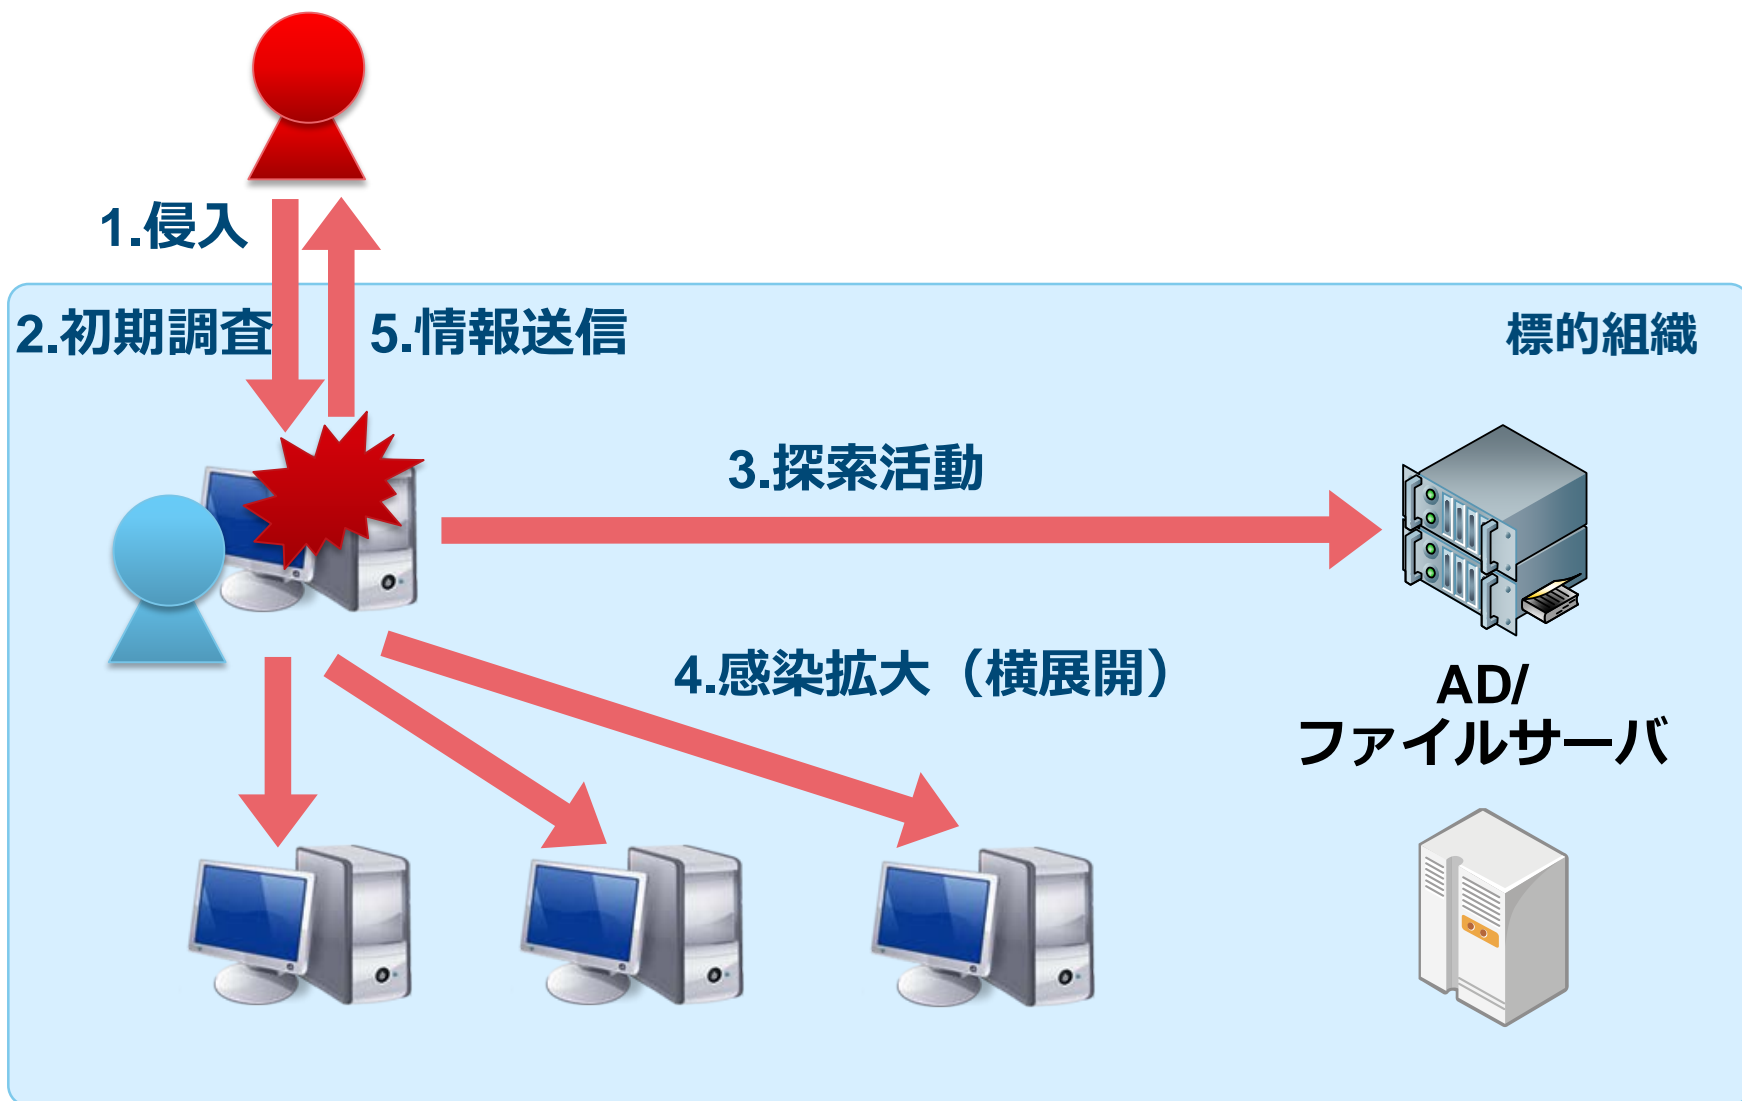 1.侵入
2.初期調査
5.情報送信
標的組織
3.探索活動
4.感染拡大（横展開）
AD/
ファイルサーバ